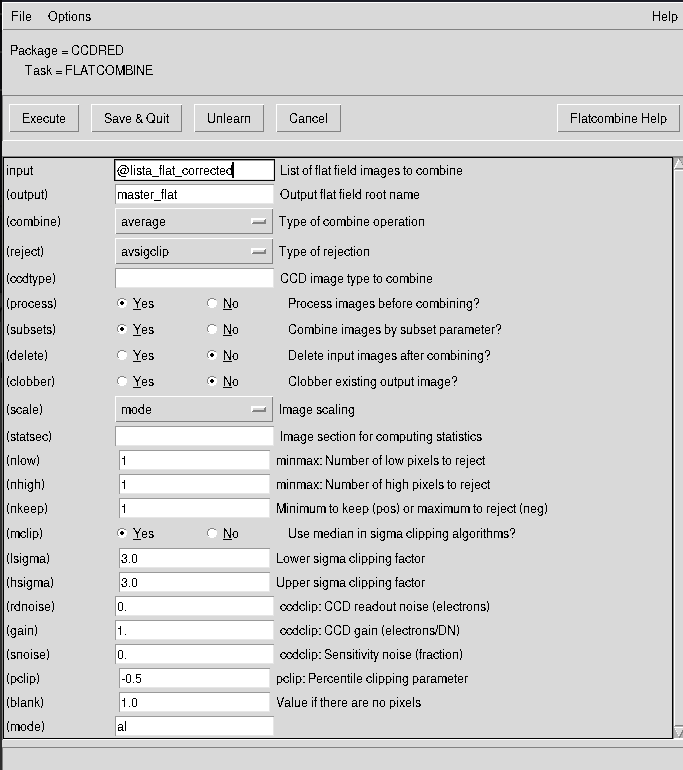 File Options Help
Package = CCDRED
Task = FLATCOMBINE
Execute Save & Quit Unlearn Cancel Flatcombine Help
input @lista_flat_corrected List of flat field images to combine
(output) master_flat Output flat field root name
(combine) average Type of combine operation
(reject) avsigclip Type of rejection
(ccdtype) CCD image type to combine
(process) Yes No Process images before combining?
(subsets) Yes No Combine images by subset parameter?
(delete) Yes No Delete input images after combining?
(clobber) Yes No Clobber existing output image?
(scale) mode Image scaling
(statsec) Image section for computing statistics
(nlow) 1 minmax: Number of low pixels to reject
(nhigh) 1 minmax: Number of high pixels to reject
(nkeep) 1 Minimum to keep (pos) or maximum to reject (neg)
(mclip) Yes No Use median in sigma clipping algorithms?
(lsigma) 3.0 Lower sigma clipping factor
(hsigma) 3.0 Upper sigma clipping factor
(rdnoise) 0. ccdclip: CCD readout noise (electrons)
(gain) 1. ccdclip: CCD gain (electrons/DN)
(snoise) 0. ccdclip: Sensitivity noise (fraction)
(pclip) -0.5 pclip: Percentile clipping parameter
(blank) 1.0 Value if there are no pixels
(mode) al